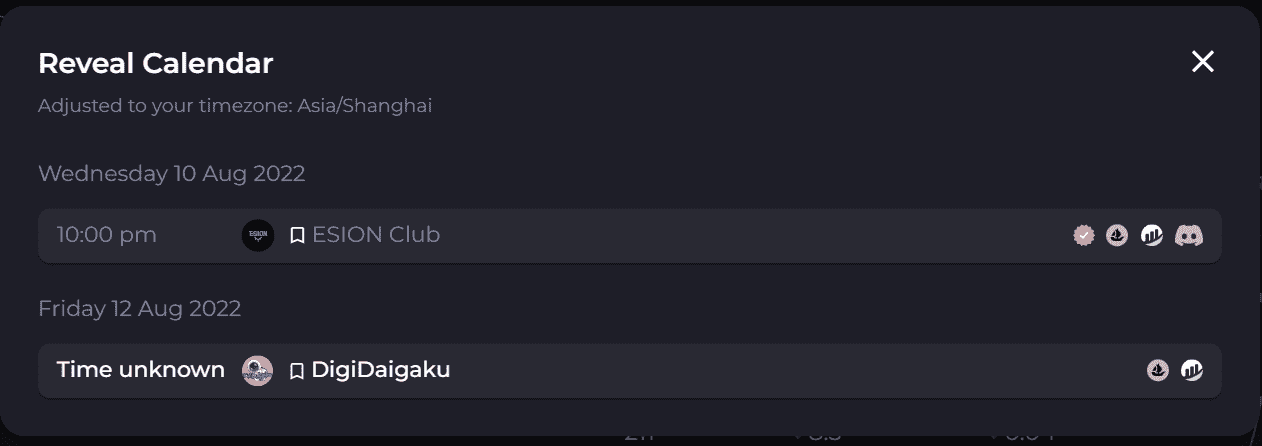 Reveal Calendar
Adjusted to your timezone: Asia/Shanghai
Wednesday 10 Aug 2022
10:00 pm ESION ESION Club
Friday 12 Aug 2022
Time unknown DigiDaigaku